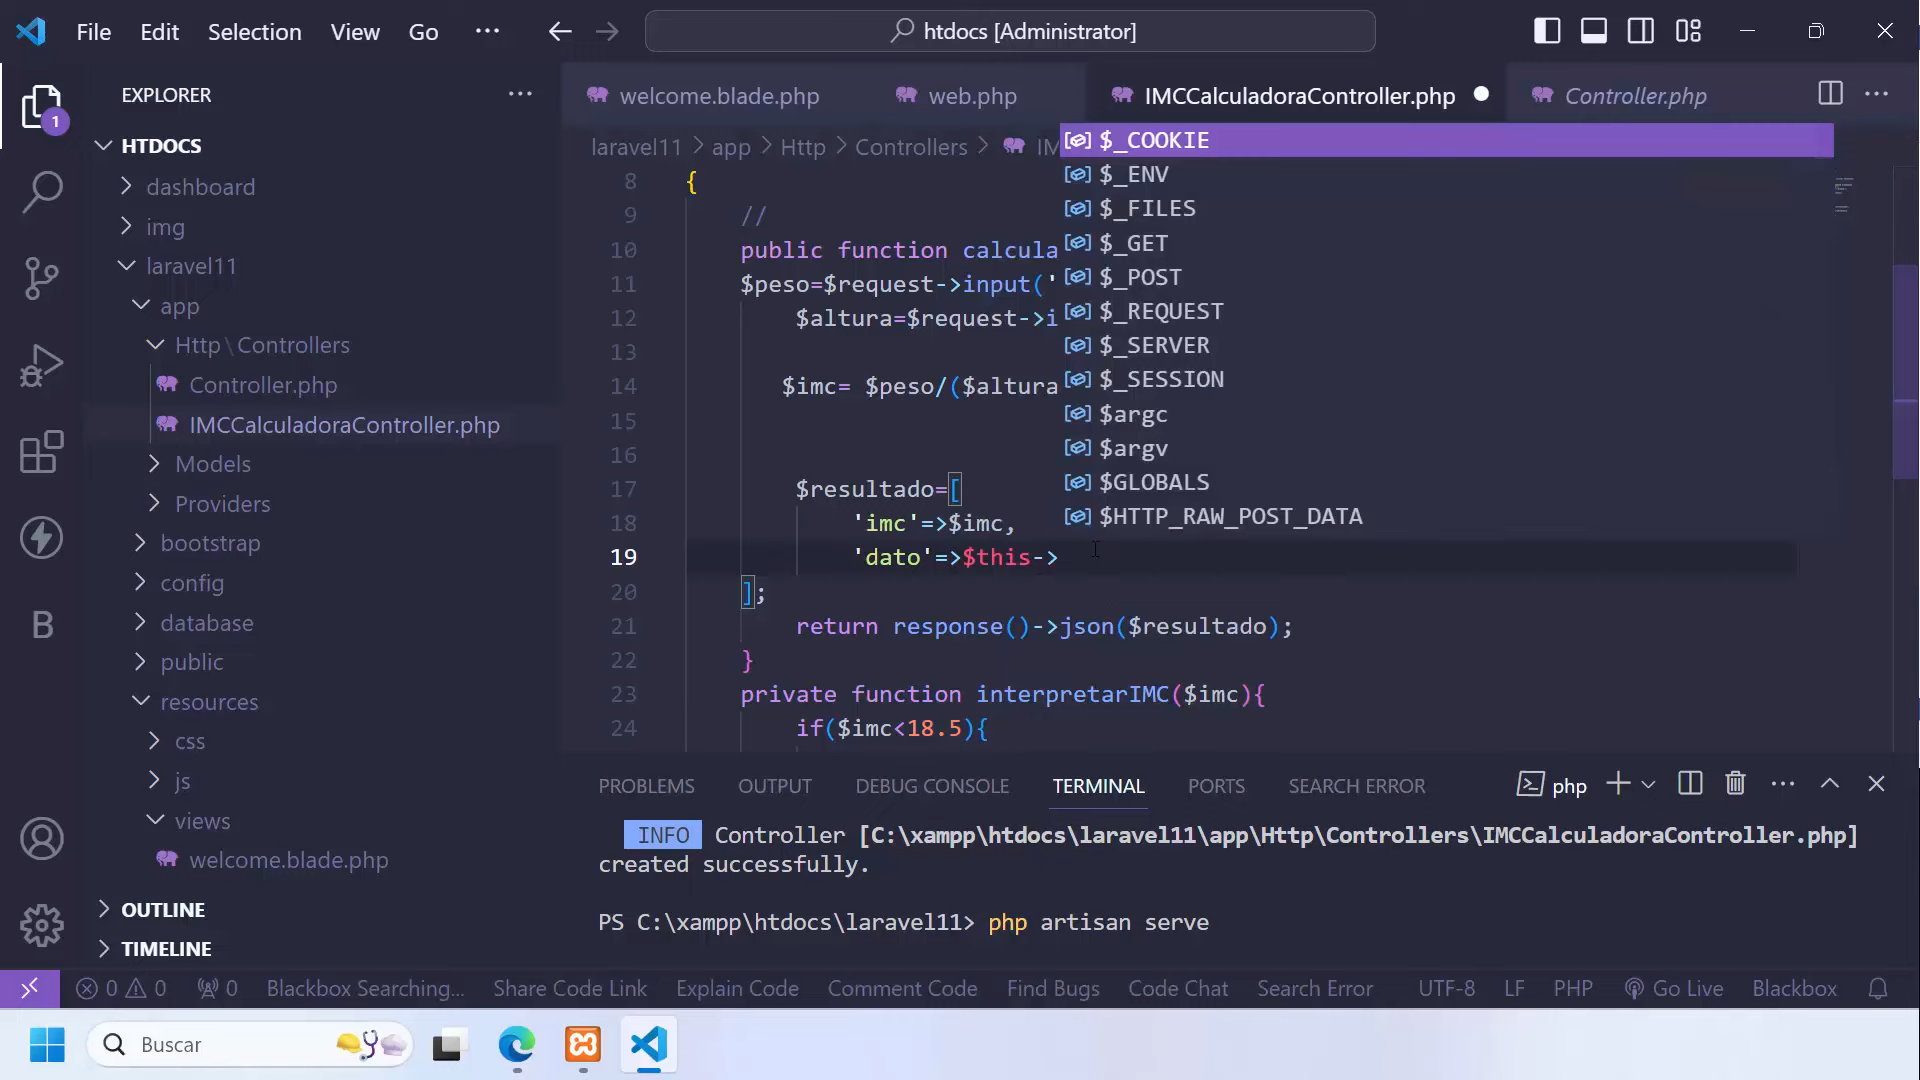 File Edit Selection View Go ···
htdocs [Administrator]
EXPLORER ···
HTDOCS
dashboard
img
laravel11
app
Http\Controllers
Controller.php
IMCCalculadoraController.php
Models
Providers
bootstrap
config
database
public
resources
css
js
views
welcome.blade.php
OUTLINE
TIMELINE
1
B
welcome.blade.php web.php IMCCalculadoraController.php Controller.php
laravel11 > app > Http > Controllers > IM
8 {
9 //
10 public function calcula
11 $peso=$request->input('
12 $altura=$request->i
13
14 $imc= $peso/($altura
15
16
17 $resultado=[
18 'imc'=>$imc,
19 'dato'=>$this->
20 ];
21 return response()->json($resultado);
22 }
23 private function interpretarIMC($imc){
24 if($imc<18.5){
$_COOKIE
$_ENV
$_FILES
$_GET
$_POST
$_REQUEST
$_SERVER
$_SESSION
$argc
$argv
$GLOBALS
$HTTP_RAW_POST_DATA
PROBLEMS OUTPUT DEBUG CONSOLE TERMINAL PORTS SEARCH ERROR php
INFO Controller [C:\xampp\htdocs\laravel11\app\Http\Controllers\IMCCalculadoraController.php]
created successfully.
PS C:\xampp\htdocs\laravel11> php artisan serve
0 0 0 Blackbox Searching... Share Code Link Explain Code Comment Code Find Bugs Code Chat Search Error UTF-8 LF PHP Go Live Blackbox
Buscar